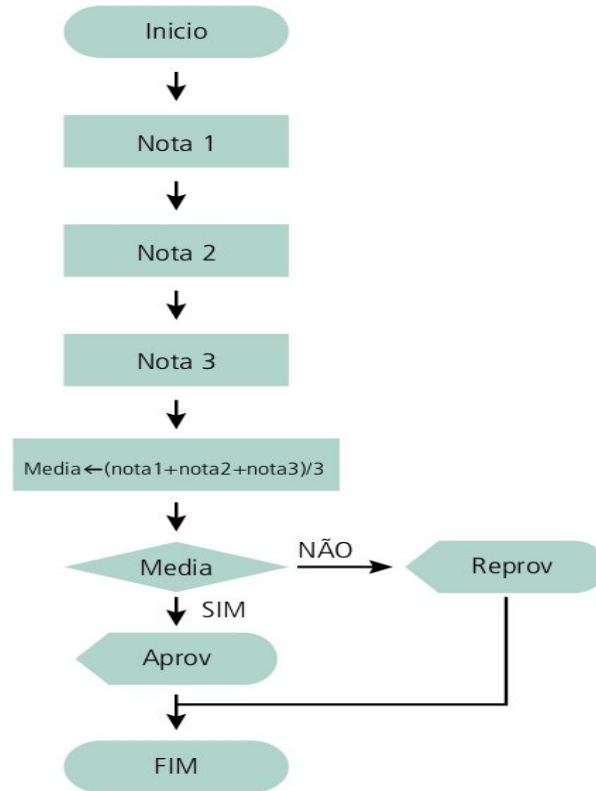 Inicio
Nota 1
Nota 2
Nota 3
Media←(nota1+nota2+nota3)/3
Media
NÃO
Reprov
SIM
Aprov
FIM